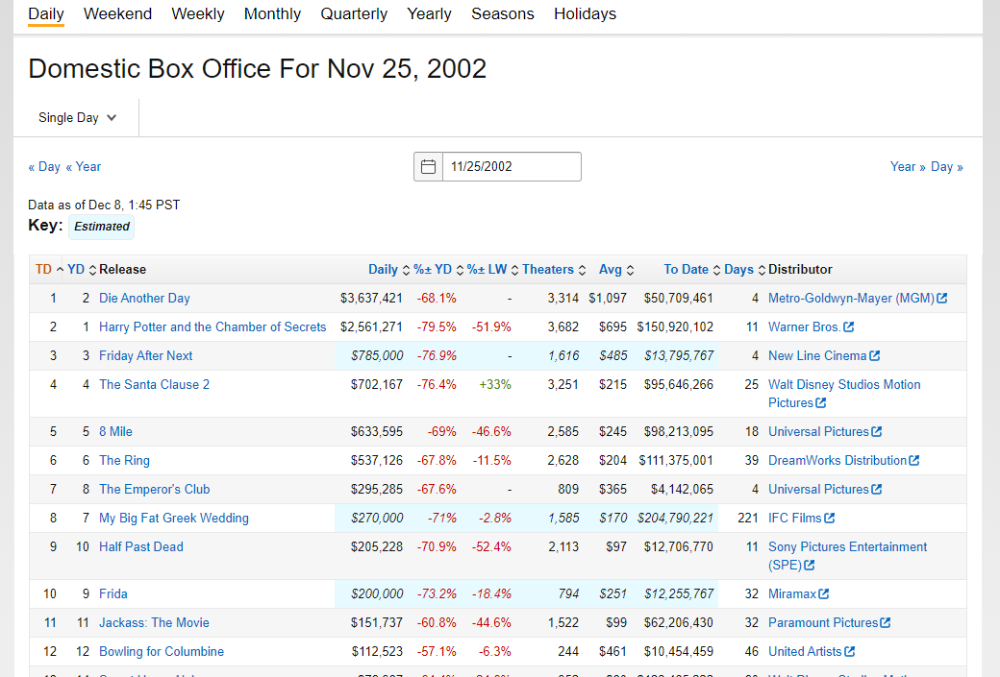 Daily Weekend Weekly Monthly Quarterly Yearly Seasons Holidays
Domestic Box Office For Nov 25, 2002
Single Day
« Day « Year 11/25/2002 Year » Day »
Data as of Dec 8, 1:45 PST
Key: Estimated
TD YD Release Daily %± YD %± LW Theaters Avg To Date Days Distributor
1 2 Die Another Day $3,637,421 -68.1% - 3,314 $1,097 $50,709,461 4 Metro-Goldwyn-Mayer (MGM)
2 1 Harry Potter and the Chamber of Secrets $2,561,271 -79.5% -51.9% 3,682 $695 $150,920,102 11 Warner Bros.
3 3 Friday After Next $785,000 -76.9% - 1,616 $485 $13,795,767 4 New Line Cinema
4 4 The Santa Clause 2 $702,167 -76.4% +33% 3,251 $215 $95,646,266 25 Walt Disney Studios Motion
Pictures
5 5 8 Mile $633,595 -69% -46.6% 2,585 $245 $98,213,095 18 Universal Pictures
6 6 The Ring $537,126 -67.8% -11.5% 2,628 $204 $111,375,001 39 DreamWorks Distribution
7 8 The Emperor's Club $295,285 -67.6% - 809 $365 $4,142,065 4 Universal Pictures
8 7 My Big Fat Greek Wedding $270,000 -71% -2.8% 1,585 $170 $204,790,221 221 IFC Films
9 10 Half Past Dead $205,228 -70.9% -52.4% 2,113 $97 $12,706,770 11 Sony Pictures Entertainment
(SPE)
10 9 Frida $200,000 -73.2% -18.4% 794 $251 $12,255,767 32 Miramax
11 11 Jackass: The Movie $151,737 -60.8% -44.6% 1,522 $99 $62,206,430 32 Paramount Pictures
12 12 Bowling for Columbine $112,523 -57.1% -6.3% 244 $461 $10,454,459 46 United Artists